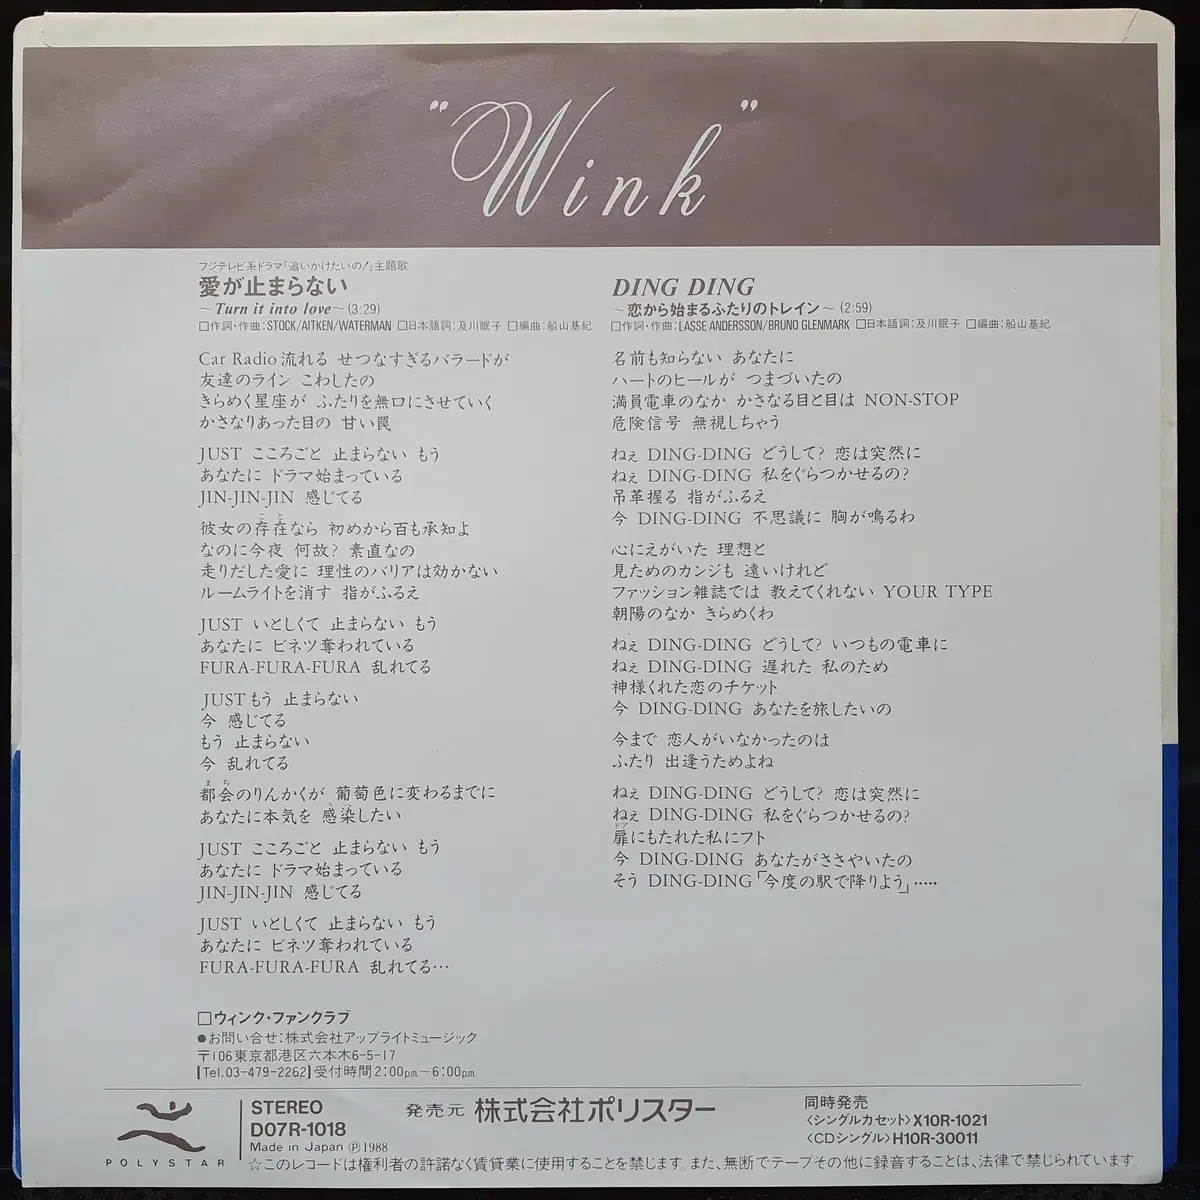 "Wink"
フジテレビ系ドラマ「追いかけたいの!」主題歌
愛が止まらない
～Turn it into love～(3:29)
□作詞・作曲:STOCK/AITKEN/WATERMAN □日本語詞:及川眠子 □編曲:船山基紀
Car Radio 流れる せつなすぎるバラードが
友達のライン こわしたの
きらめく星座が ふたりを無口にさせていく
かさなりあった目の 甘い罠
JUST こころごと 止まらない もう
あなたに ドラマ始まっている
JIN-JIN-JIN 感じてる
こ と
彼女の存在なら 初めから百も承知よ
なのに今夜 何故? 素直なの
走りだした愛に 理性のバリアは効かない
ルームライトを消す 指がふるえ
JUST いとしくて 止まらない もう
あなたに ビネツ奪われている
FURA-FURA-FURA 乱れてる
JUSTもう 止まらない
今 感じてる
もう 止まらない
今 乱れてる
ま ち
都会のりんかくが 葡萄色に変わるまでに
う つ
あなたに本気を 感染したい
JUST こころごと 止まらない もう
あなたに ドラマ始まっている
JIN-JIN-JIN 感じてる
JUST いとしくて 止まらない もう
あなたに ビネツ奪われている
FURA-FURA-FURA 乱れてる…
DING DING
～恋から始まるふたりのトレイン～(2:59)
□作詞・作曲:LASSE ANDERSSON/BRUNO GLENMARK □日本語詞:及川眠子 □編曲:船山基紀
名前も知らない あなたに
ハートのヒールが つまづいたの
満員電車のなか かさなる目と目は NON-STOP
危険信号 無視しちゃう
ねぇ DING-DING どうして? 恋は突然に
ねぇ DING-DING 私をぐらつかせるの?
吊革握る 指がふるえ
今 DING-DING 不思議に 胸が鳴るわ
心にえがいた 理想と
見ためのカンジも 遠いけれど
ファッション雑誌では 教えてくれない YOUR TYPE
朝陽のなか きらめくわ
ねぇ DING-DING どうして? いつもの電車に
ねぇ DING-DING 遅れた 私のため
神様くれた恋のチケット
今 DING-DING あなたを旅したいの
今まで 恋人がいなかったのは
ふたり 出逢うためよね
ねぇ DING-DING どうして? 恋は突然に
ねぇ DING-DING 私をぐらつかせるの?
ドア
扉にもたれた私にフト
今 DING-DING あなたがささやいたの
そう DING-DING「今度の駅で降りよう」……
□ウィンク・ファンクラブ
●お問い合せ:株式会社アップライトミュージック
〒106東京都港区六本木6-5-17
[Tel.03-479-2262]受付時間2:00p.m.～6:00p.m.
POLYSTAR
STEREO
D07R-1018
Made in Japan Ⓟ1988
発売元 株式会社ポリスター
同時発売
〈シングルカセット〉X10R-1021
〈CDシングル〉H10R-30011
☆このレコードは権利者の許諾なく賃貸業に使用することを禁じます。また、無断でテープその他に録音することは、法律で禁じられています